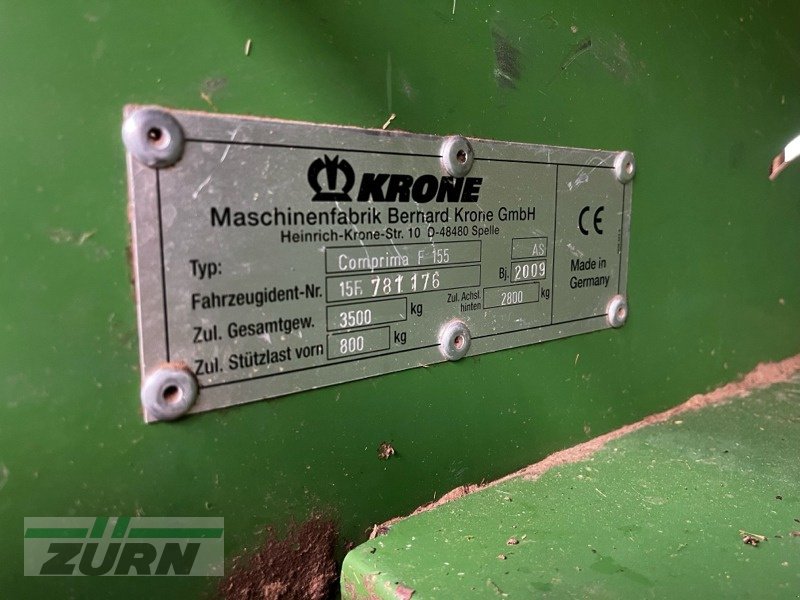 KRONE
Maschinenfabrik Bernard Krone GmbH
Heinrich-Krone-Str. 10 D-48480 Spelle
Typ: Comprima F 155 AS
Fahrzeugident-Nr. 15E 781 176 Bj. 2009
Zul. Gesamtgew. 3500 kg Zul. Achsl. hinten 2800 kg
Zul. Stützlast vorn 800 kg
CE
Made in
Germany
ZÜRN